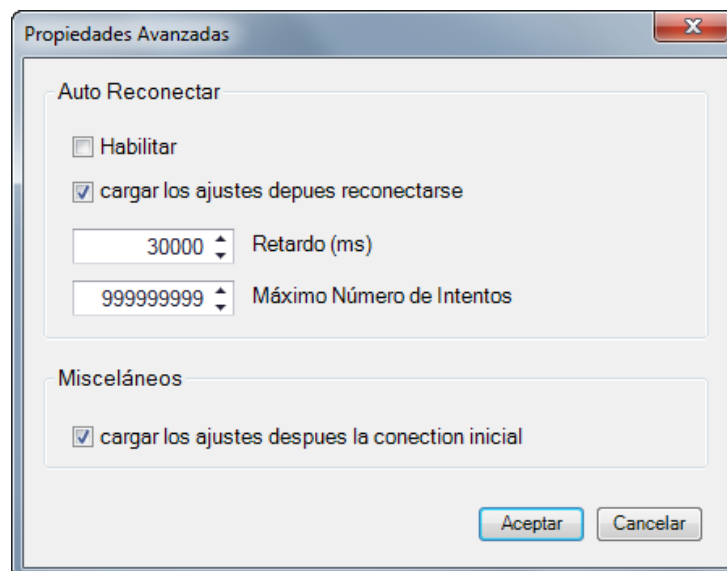 Propiedades Avanzadas
Auto Reconectar
Habilitar
cargar los ajustes depues reconectarse
30000 Retardo (ms)
999999999 Máximo Número de Intentos
Misceláneos
cargar los ajustes despues la conection inicial
Aceptar Cancelar